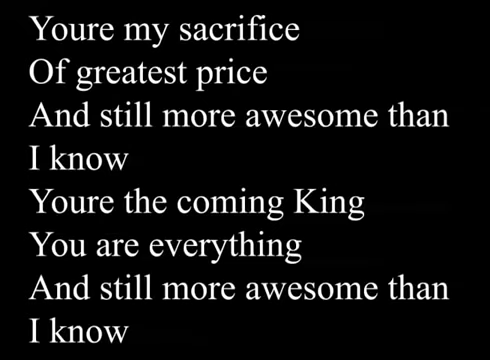 Youre my sacrifice
Of greatest price
And still more awesome than
I know
Youre the coming King
You are everything
And still more awesome than
I know